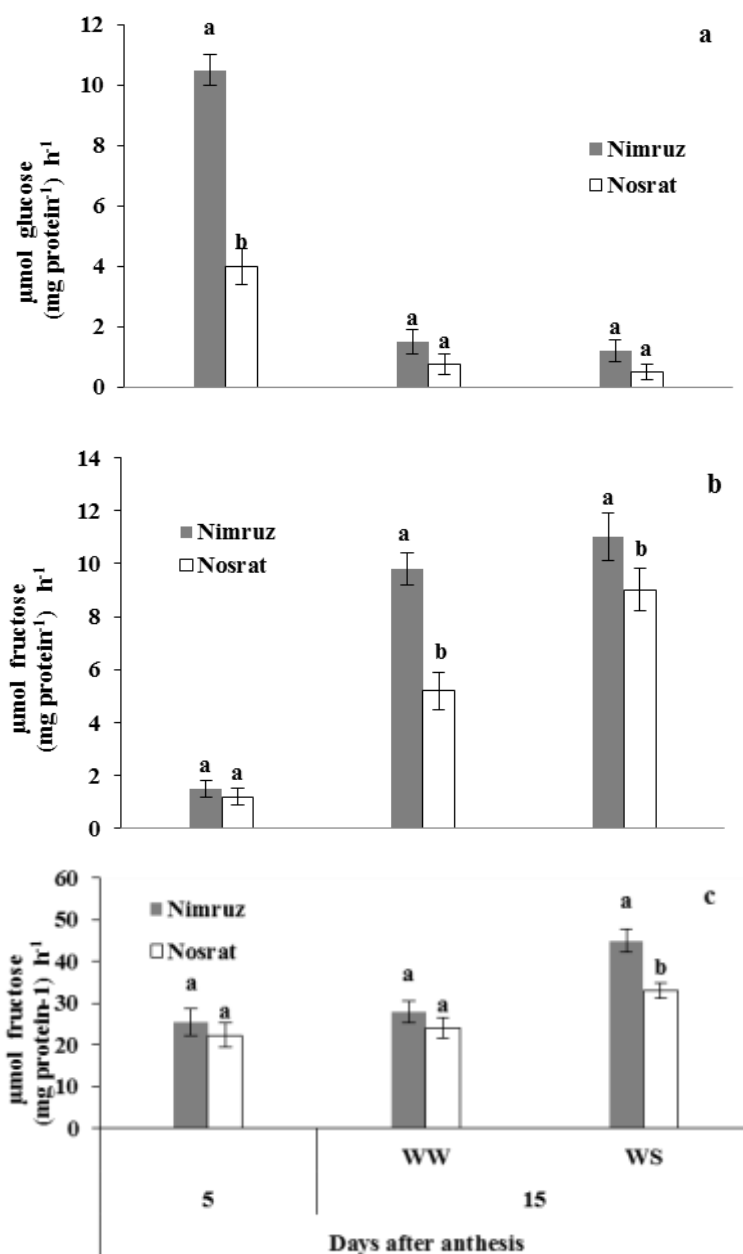 12
a
a
10
μmol glucose
(mg protein⁻¹) h⁻¹
8
Nimruz
Nosrat
6
b
4
a a
a a
2
0
14
b
12
a
a
Nimruz
Nosrat
10
b
μmol fructose
(mg protein⁻¹) h⁻¹
8
b
6
4
a a
2
0
60
c
a
Nimruz
50
Nosrat
b
40
a a
a a
μmol fructose
(mg protein-1) h⁻¹
30
20
10
0
WW WS
5 15
Days after anthesis